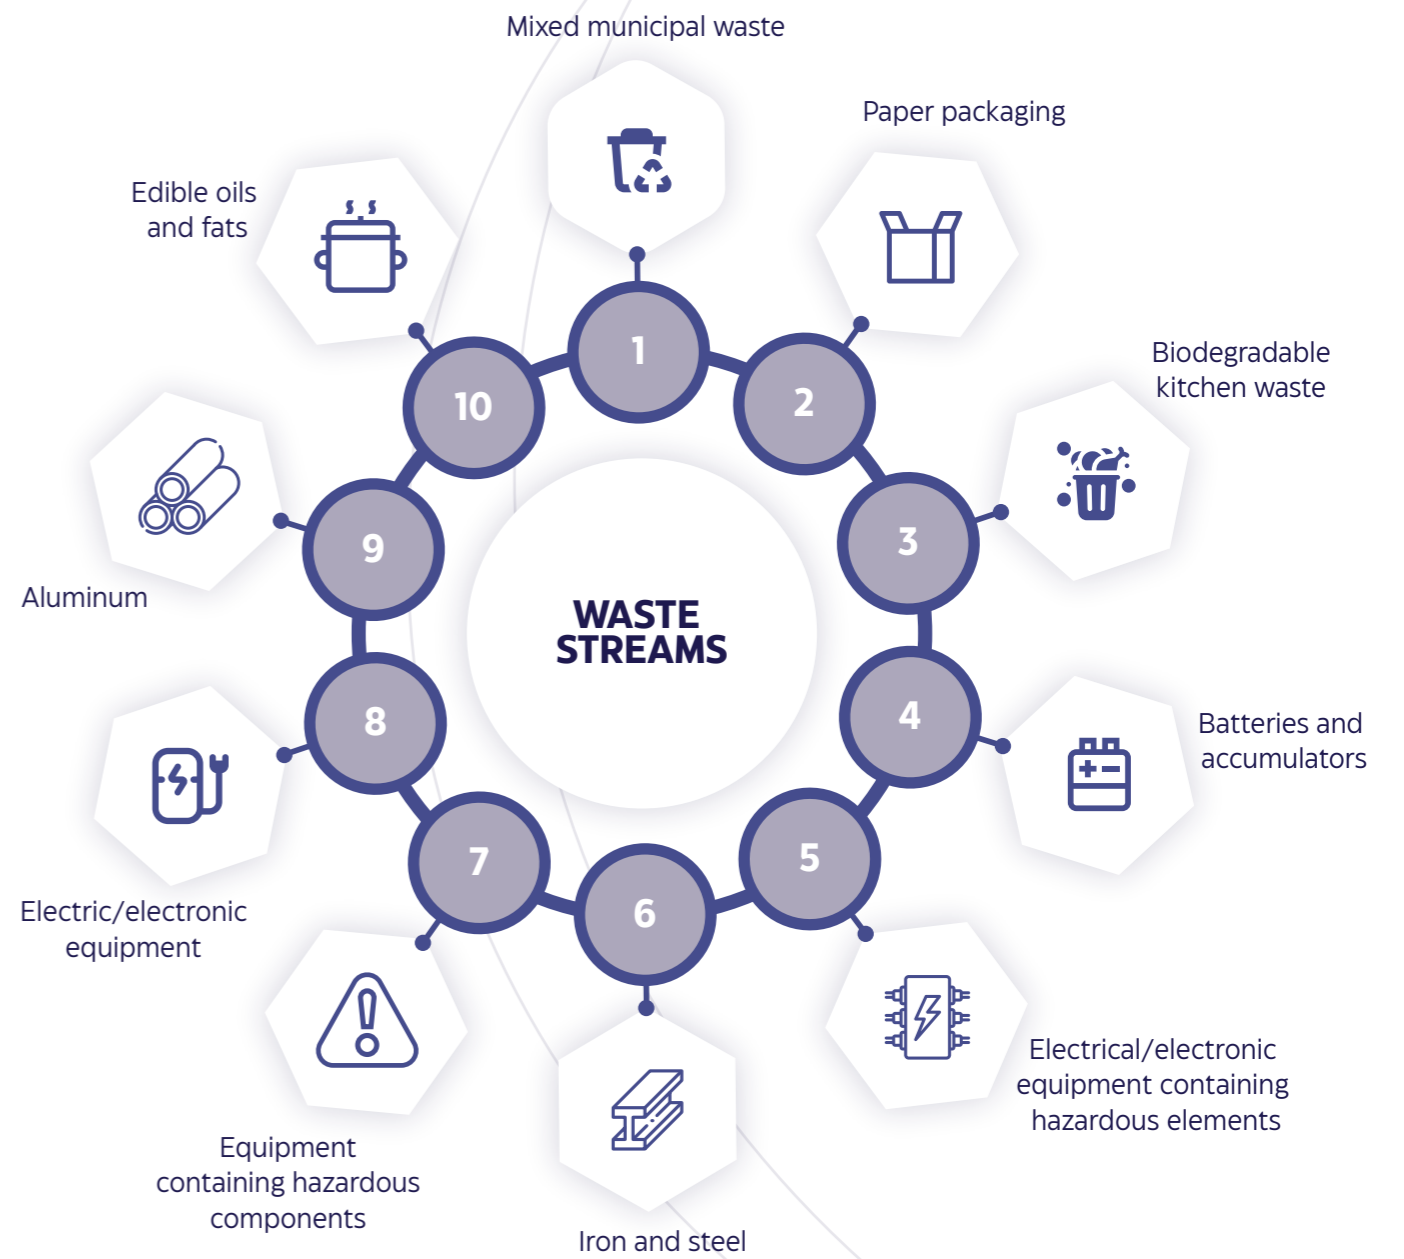 Mixed municipal waste
1
Paper packaging
2
Biodegradable
kitchen waste
3
Batteries and
accumulators
4
Electrical/electronic
equipment containing
hazardous elements
5
Iron and steel
6
Equipment
containing hazardous
components
7
Electric/electronic
equipment
8
Aluminum
9
Edible oils
and fats
10
WASTE
STREAMS